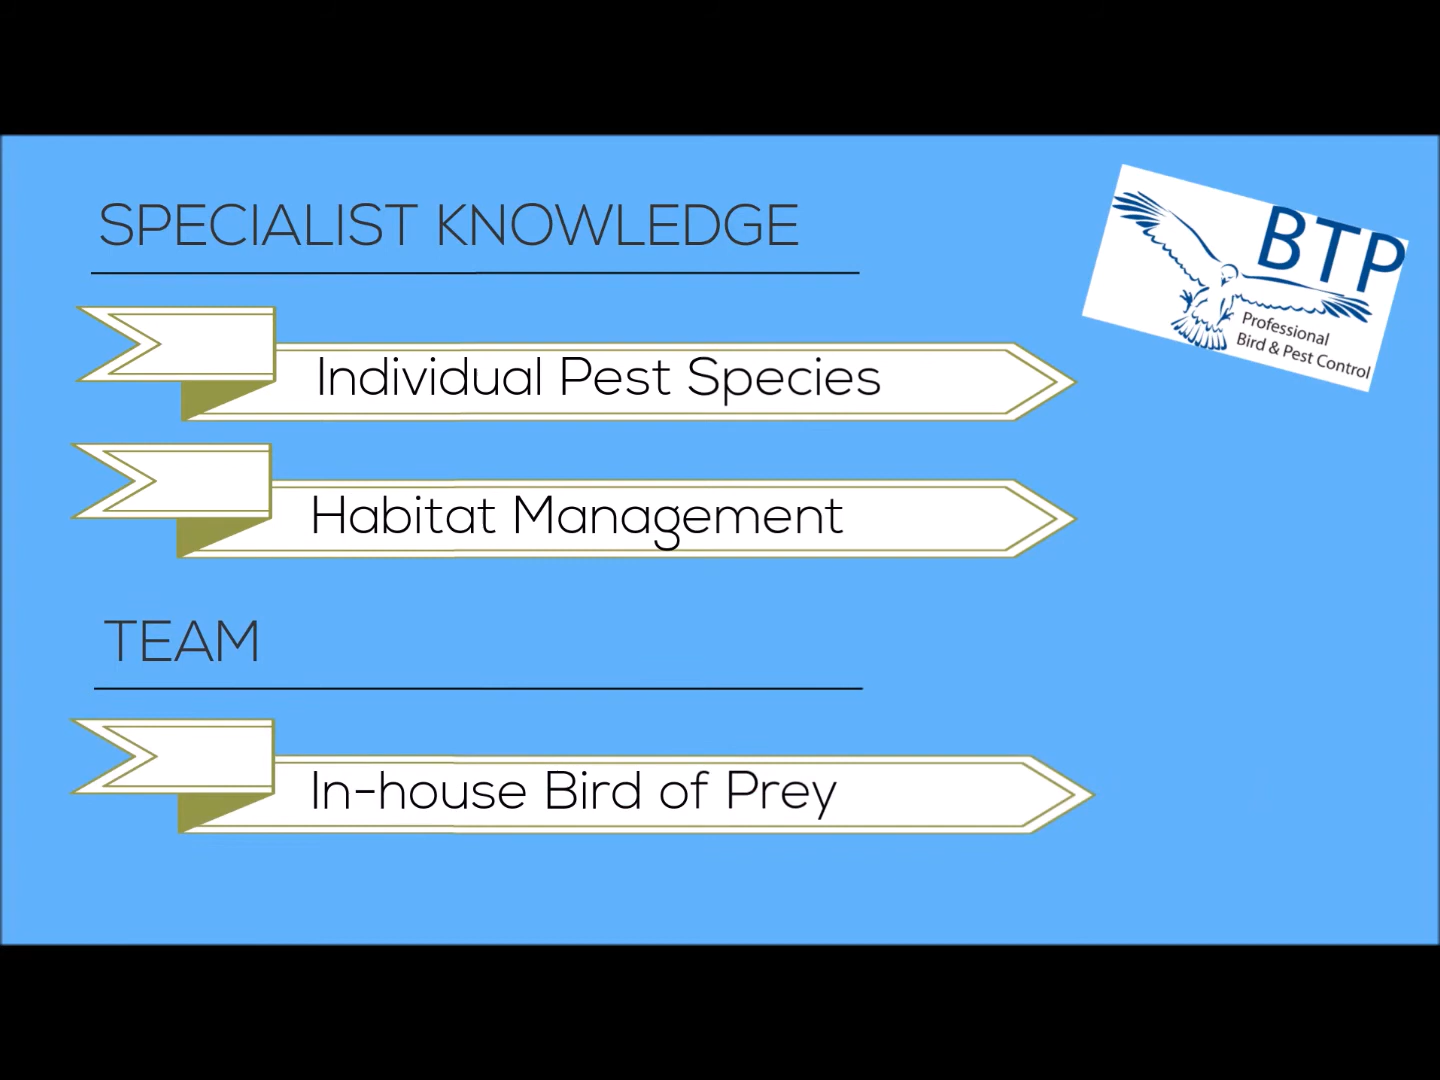 SPECIALIST KNOWLEDGE
BTP
Professional
Bird & Pest Control
Individual Pest Species
Habitat Management
TEAM
In-house Bird of Prey